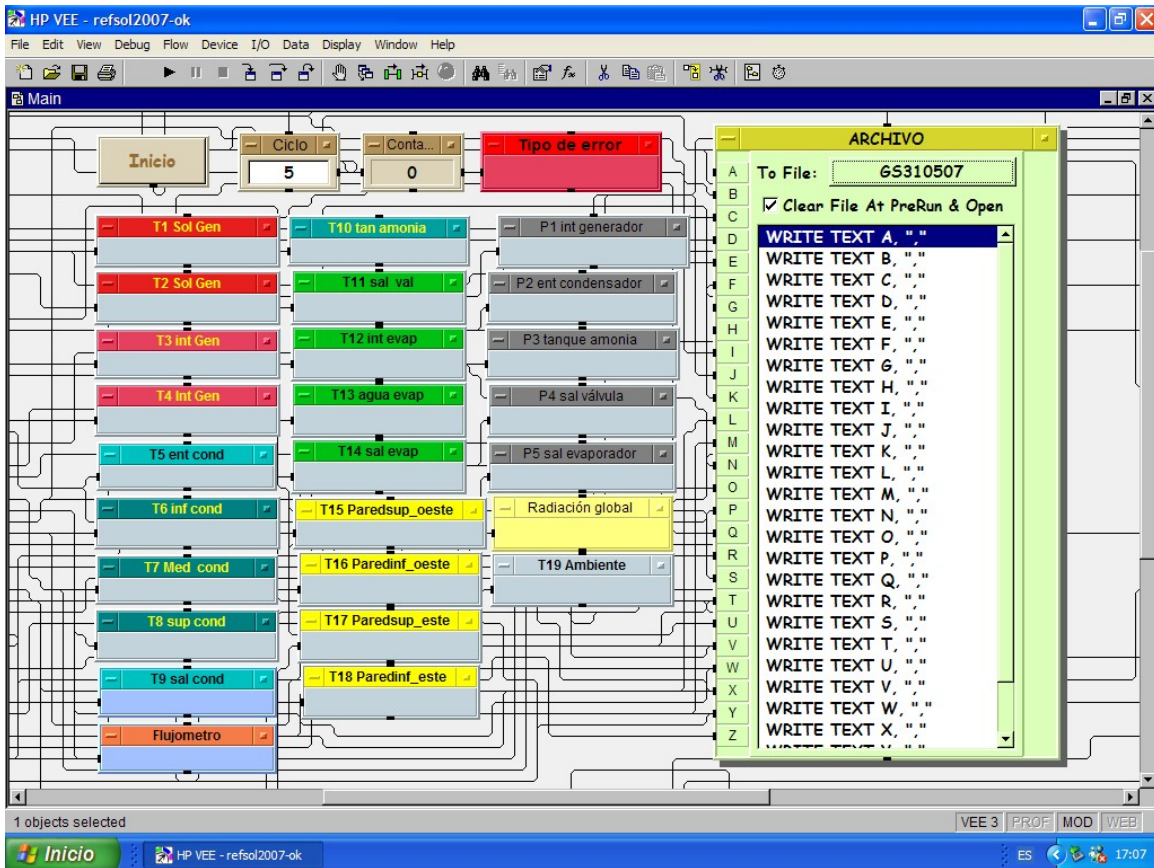 HP VEE - refsol2007-ok
File Edit View Debug Flow Device I/O Data Display Window Help
Main
Inicio
Ciclo
5
Conta...
0
Tipo de error
T1 Sol Gen
T2 Sol Gen
T3 int Gen
T4 Int Gen
T5 ent cond
T6 inf cond
T7 Med cond
T8 sup cond
T9 sal cond
Flujometro
T10 tan amonia
T11 sal val
T12 int evap
T13 agua evap
T14 sal evap
T15 Paredsup_oeste
T16 Paredinf_oeste
T17 Paredsup_este
T18 Paredinf_este
P1 int generador
P2 ent condensador
P3 tanque amonia
P4 sal válvula
P5 sal evaporador
Radiación global
T19 Ambiente
ARCHIVO
To File: GS310507
Clear File At PreRun & Open
A
B
C
D
E
F
G
H
I
J
K
L
M
N
O
P
Q
R
S
T
U
V
W
X
Y
Z
WRITE TEXT A, ","
WRITE TEXT B, ","
WRITE TEXT C, ","
WRITE TEXT D, ","
WRITE TEXT E, ","
WRITE TEXT F, ","
WRITE TEXT G, ","
WRITE TEXT H, ","
WRITE TEXT I, ","
WRITE TEXT J, ","
WRITE TEXT K, ","
WRITE TEXT L, ","
WRITE TEXT M, ","
WRITE TEXT N, ","
WRITE TEXT O, ","
WRITE TEXT P, ","
WRITE TEXT Q, ","
WRITE TEXT R, ","
WRITE TEXT S, ","
WRITE TEXT T, ","
WRITE TEXT U, ","
WRITE TEXT V, ","
WRITE TEXT W, ","
WRITE TEXT X, ","
1 objects selected
VEE 3 PROF MOD WEB
Inicio
HP VEE - refsol2007-ok
ES 17:07